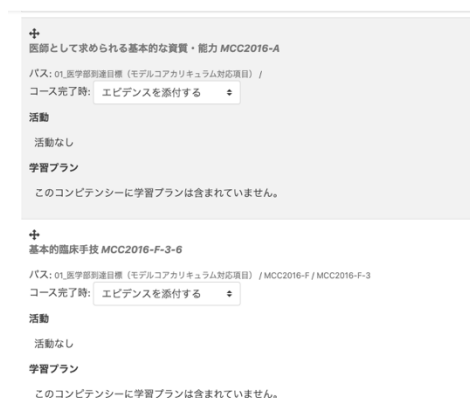 医師として求められる基本的な資質・能力 MCC2016-A
パス: 01_医学部到達目標（モデルコアカリキュラム対応項目） /
コース完了時: エビデンスを添付する
活動
活動なし
学習プラン
このコンピテンシーに学習プランは含まれていません。
基本的臨床手技 MCC2016-F-3-6
パス: 01_医学部到達目標（モデルコアカリキュラム対応項目） / MCC2016-F / MCC2016-F-3
コース完了時: エビデンスを添付する
活動
活動なし
学習プラン
このコンピテンシーに学習プランは含まれていません。